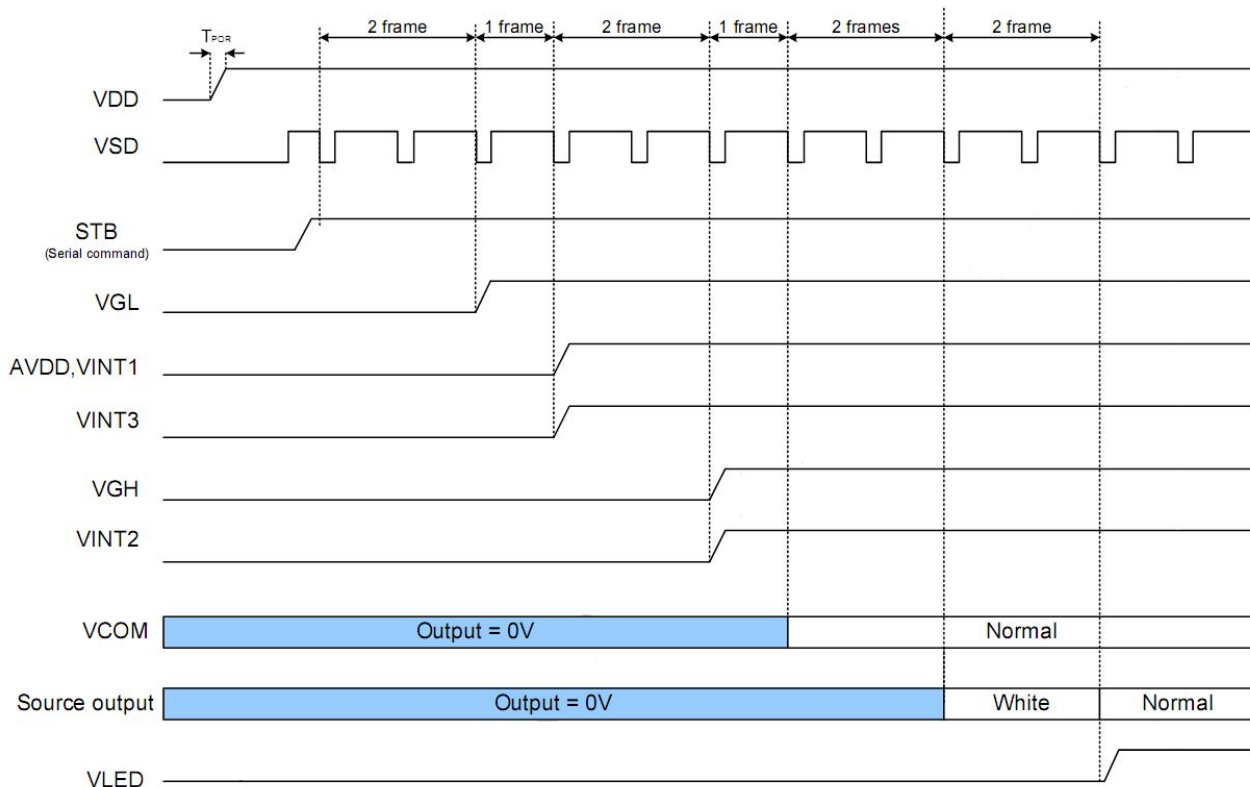 2 frame 1 frame 2 frame 1 frame 2 frames 2 frame
TPOR
VDD
VSD
STB
(Serial command)
VGL
AVDD,VINT1
VINT3
VGH
VINT2
VCOM Output = 0V Normal
Source output Output = 0V White Normal
VLED